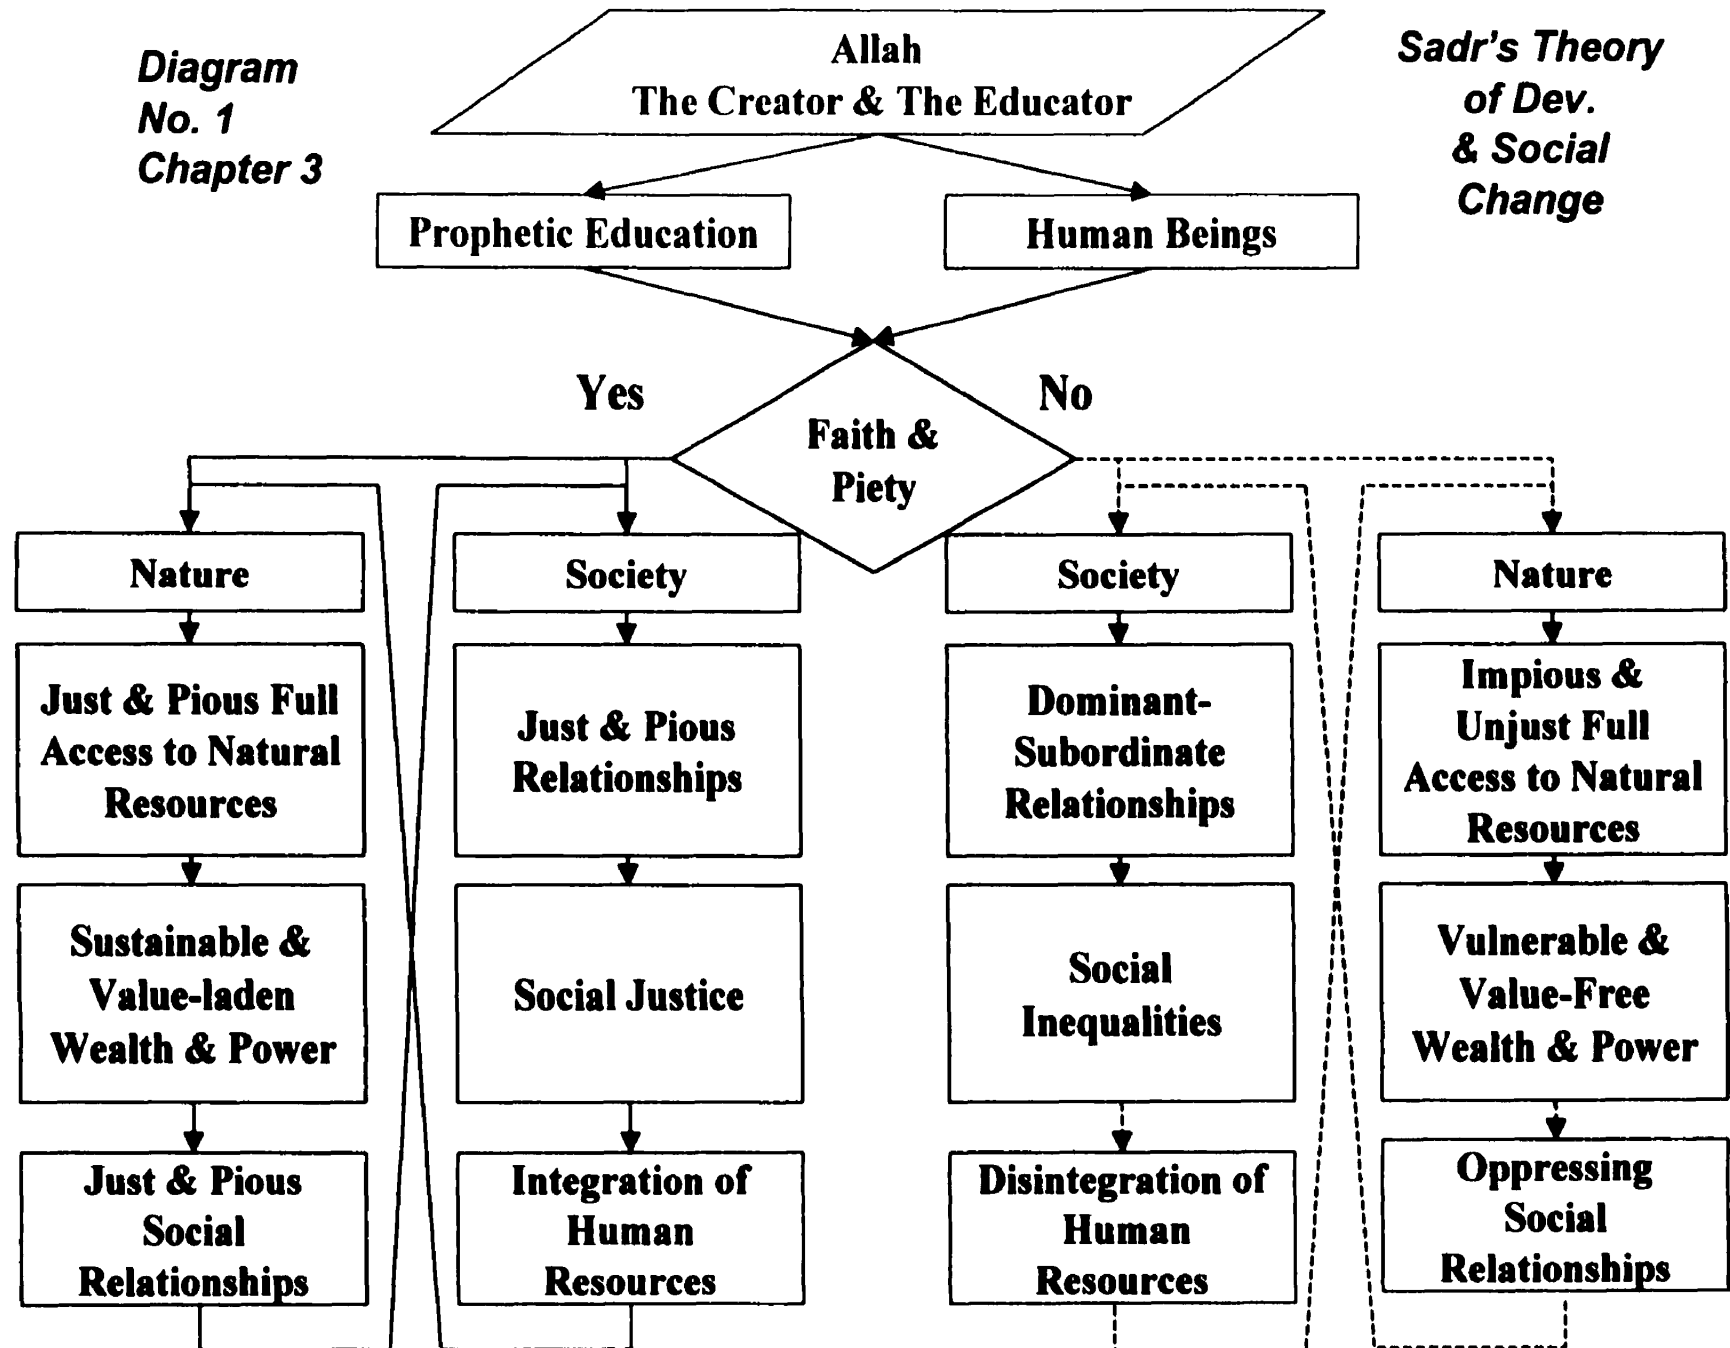 Diagram
No. 1
Chapter 3
Allah
The Creator & The Educator
Sadr's Theory
of Dev.
& Social
Change
Prophetic Education
Human Beings
Yes
No
Faith &
Piety
Nature
Society
Society
Nature
Just & Pious Full
Access to Natural
Resources
Just & Pious
Relationships
Dominant-
Subordinate
Relationships
Impious &
Unjust Full
Access to Natural
Resources
Sustainable &
Value-laden
Wealth & Power
Social Justice
Social
Inequalities
Vulnerable &
Value-Free
Wealth & Power
Just & Pious
Social
Relationships
Integration of
Human
Resources
Disintegration of
Human
Resources
Oppressing
Social
Relationships